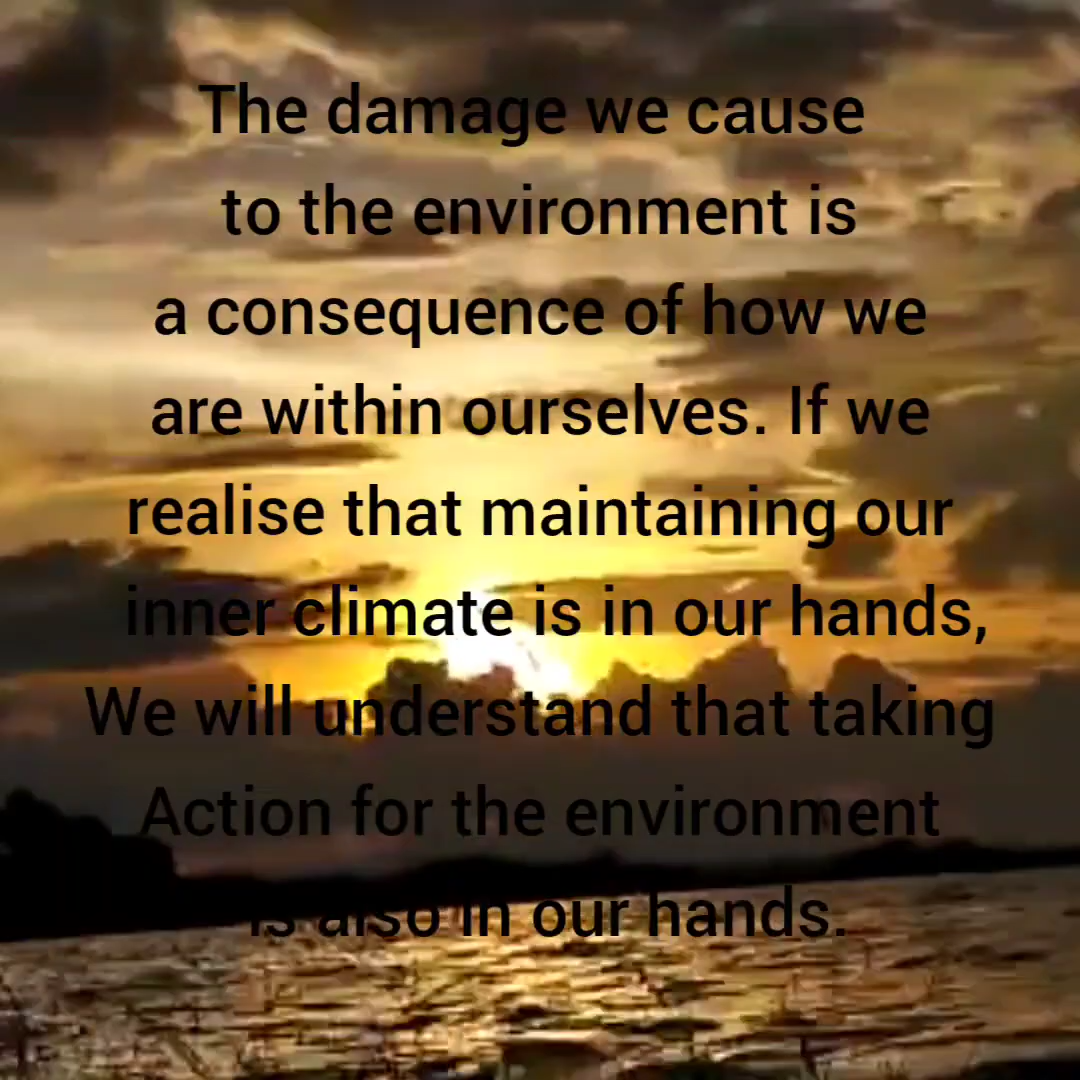 The damage we cause
to the environment is
a consequence of how we
are within ourselves. If we
realise that maintaining our
inner climate is in our hands,
We will understand that taking
Action for the environment
is also in our hands.